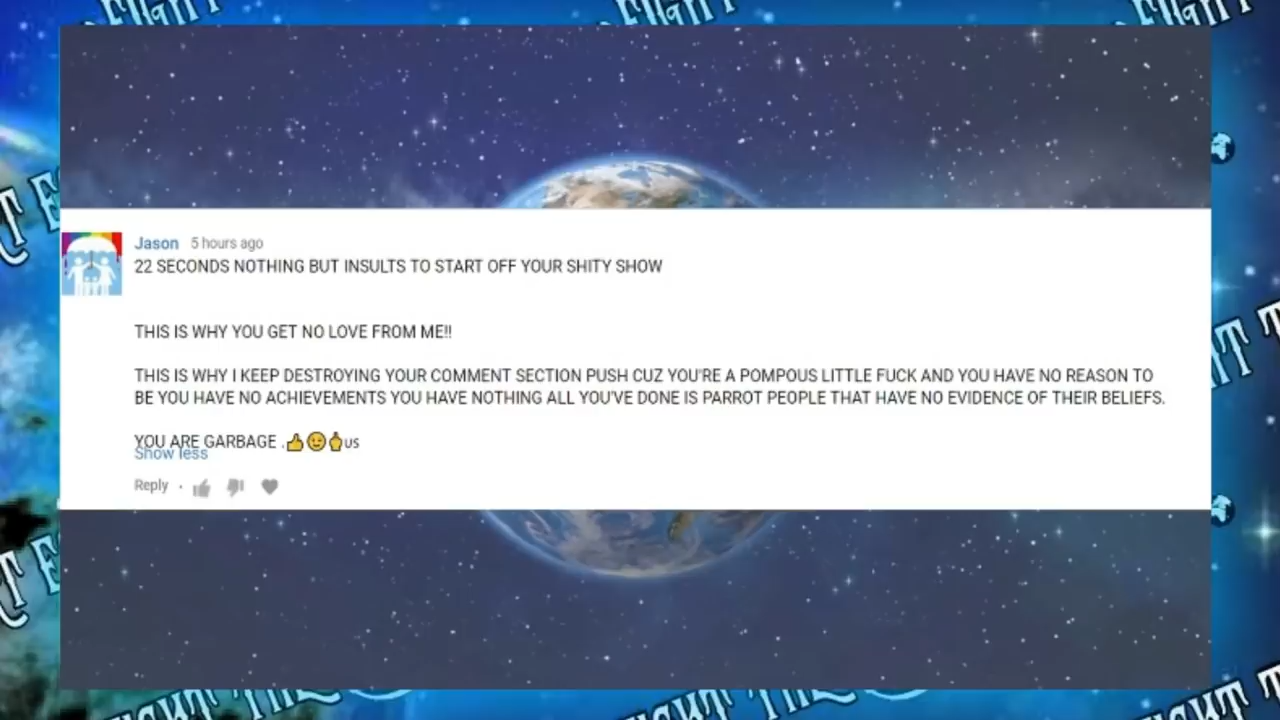 Jason 5 hours ago
22 SECONDS NOTHING BUT INSULTS TO START OFF YOUR SHITY SHOW
THIS IS WHY YOU GET NO LOVE FROM ME!!
THIS IS WHY I KEEP DESTROYING YOUR COMMENT SECTION PUSH CUZ YOU'RE A POMPOUS LITTLE FUCK AND YOU HAVE NO REASON TO
BE YOU HAVE NO ACHIEVEMENTS YOU HAVE NOTHING ALL YOU'VE DONE IS PARROT PEOPLE THAT HAVE NO EVIDENCE OF THEIR BELIEFS.
YOU ARE GARBAGE .👍😉🖕US
Show less
Reply